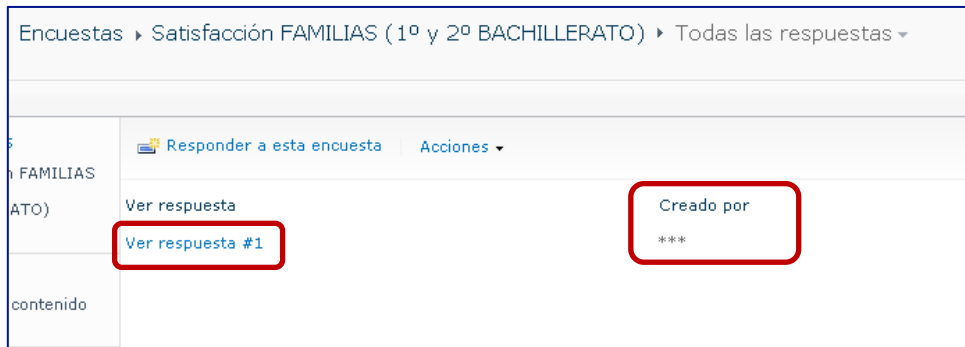 Encuestas ▸ Satisfacción FAMILIAS (1º y 2º BACHILLERATO) ▸ Todas las respuestas
Responder a esta encuesta Acciones
FAMILIAS
ATO)
Ver respuesta Creado por
Ver respuesta #1 ***
contenido